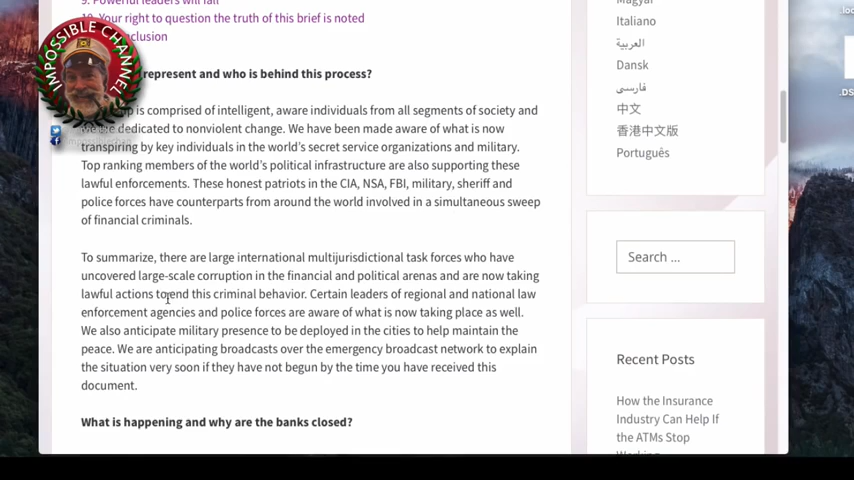 9. Powerful leaders will fall
10. Your right to question the truth of this brief is noted
IMPOSSIBLE CHANNEL
represent and who is behind this process?
is comprised of intelligent, aware individuals from all segments of society and
are dedicated to nonviolent change. We have been made aware of what is now
transpiring by key individuals in the world's secret service organizations and military.
Top ranking members of the world's political infrastructure are also supporting these
lawful enforcements. These honest patriots in the CIA, NSA, FBI, military, sheriff and
police forces have counterparts from around the world involved in a simultaneous sweep
of financial criminals.
To summarize, there are large international multijurisdictional task forces who have
uncovered large-scale corruption in the financial and political arenas and are now taking
lawful actions to end this criminal behavior. Certain leaders of regional and national law
enforcement agencies and police forces are aware of what is now taking place as well.
We also anticipate military presence to be deployed in the cities to help maintain the
peace. We are anticipating broadcasts over the emergency broadcast network to explain
the situation very soon if they have not begun by the time you have received this
document.
What is happening and why are the banks closed?
Magyar
Italiano
العربية
Dansk
فارسی
中文
香港中文版
Português
Search ...
Recent Posts
How the Insurance
Industry Can Help If
the ATMs Stop
Working
.DS